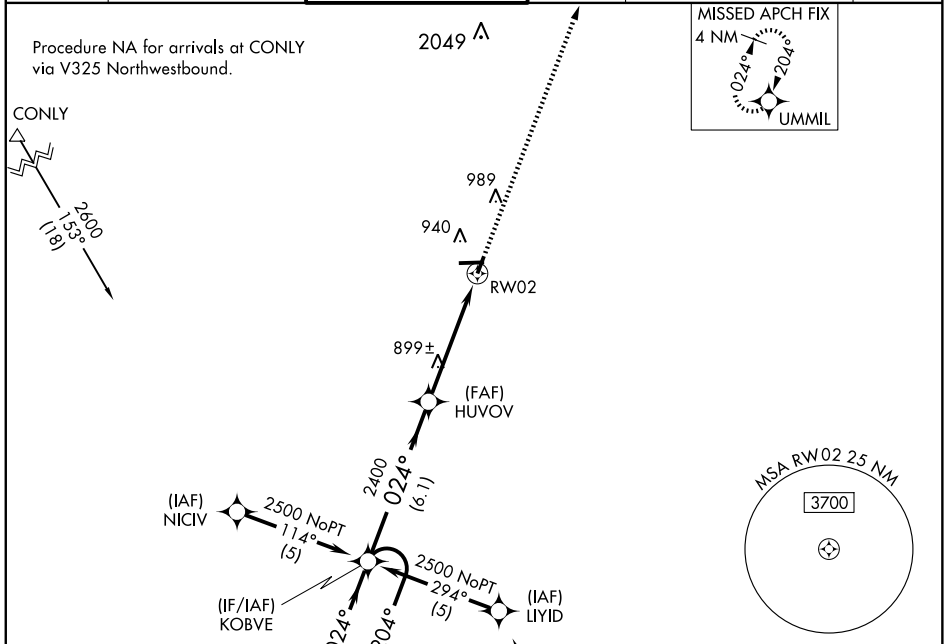 Procedure NA for arrivals at CONLY
via V325 Northwestbound.
2049
MISSED APCH FIX
4 NM
024°
204°
UMMIL
CONLY
2600
153°
(18)
989
940
RW02
899±
(FAF)
HUVOV
2400
024°
(6.1)
MSA RW02 25 NM
3700
(IAF)
NICIV
2500 NoPT
114°
(5)
2500 NoPT
294°
(5)
(IAF)
LIYID
(IF/IAF)
KOBVE
024°
204°